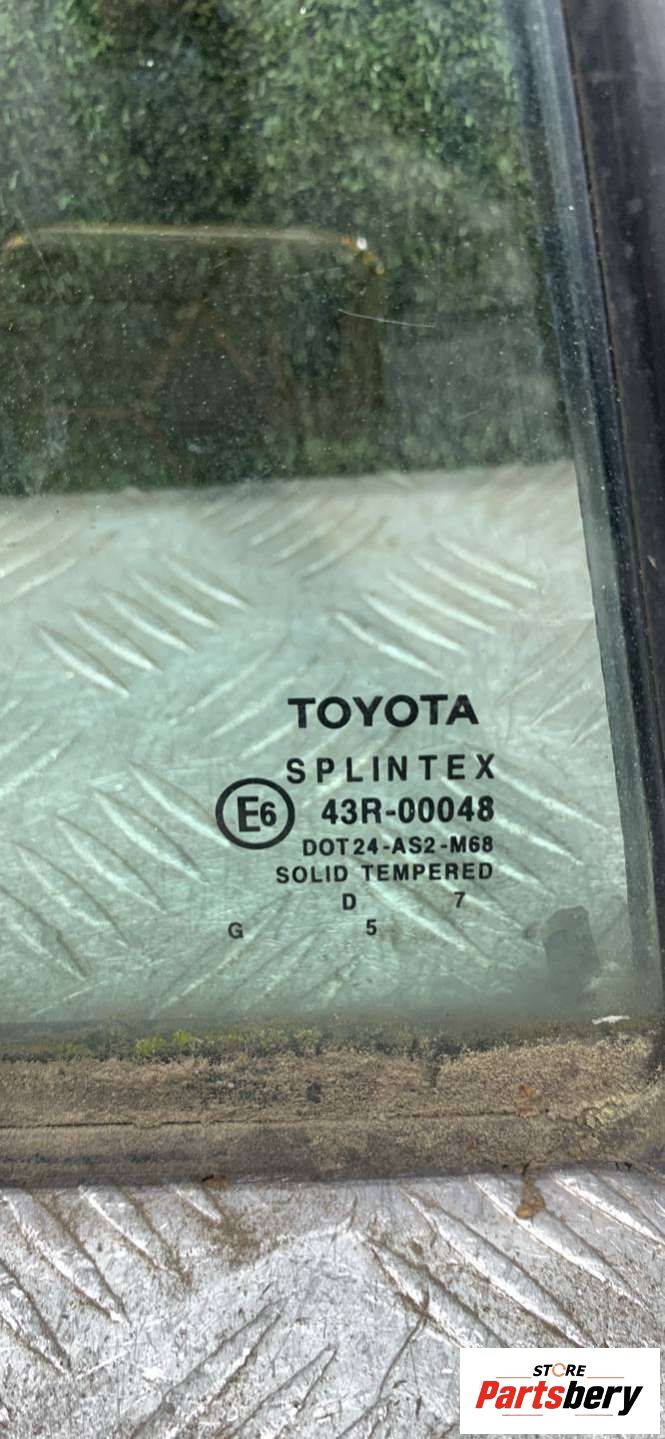 TOYOTA
SPLINTEX
E6 43R-00048
DOT24-AS2-M68
SOLID TEMPERED
D 7
G 5
STORE
Partsbery